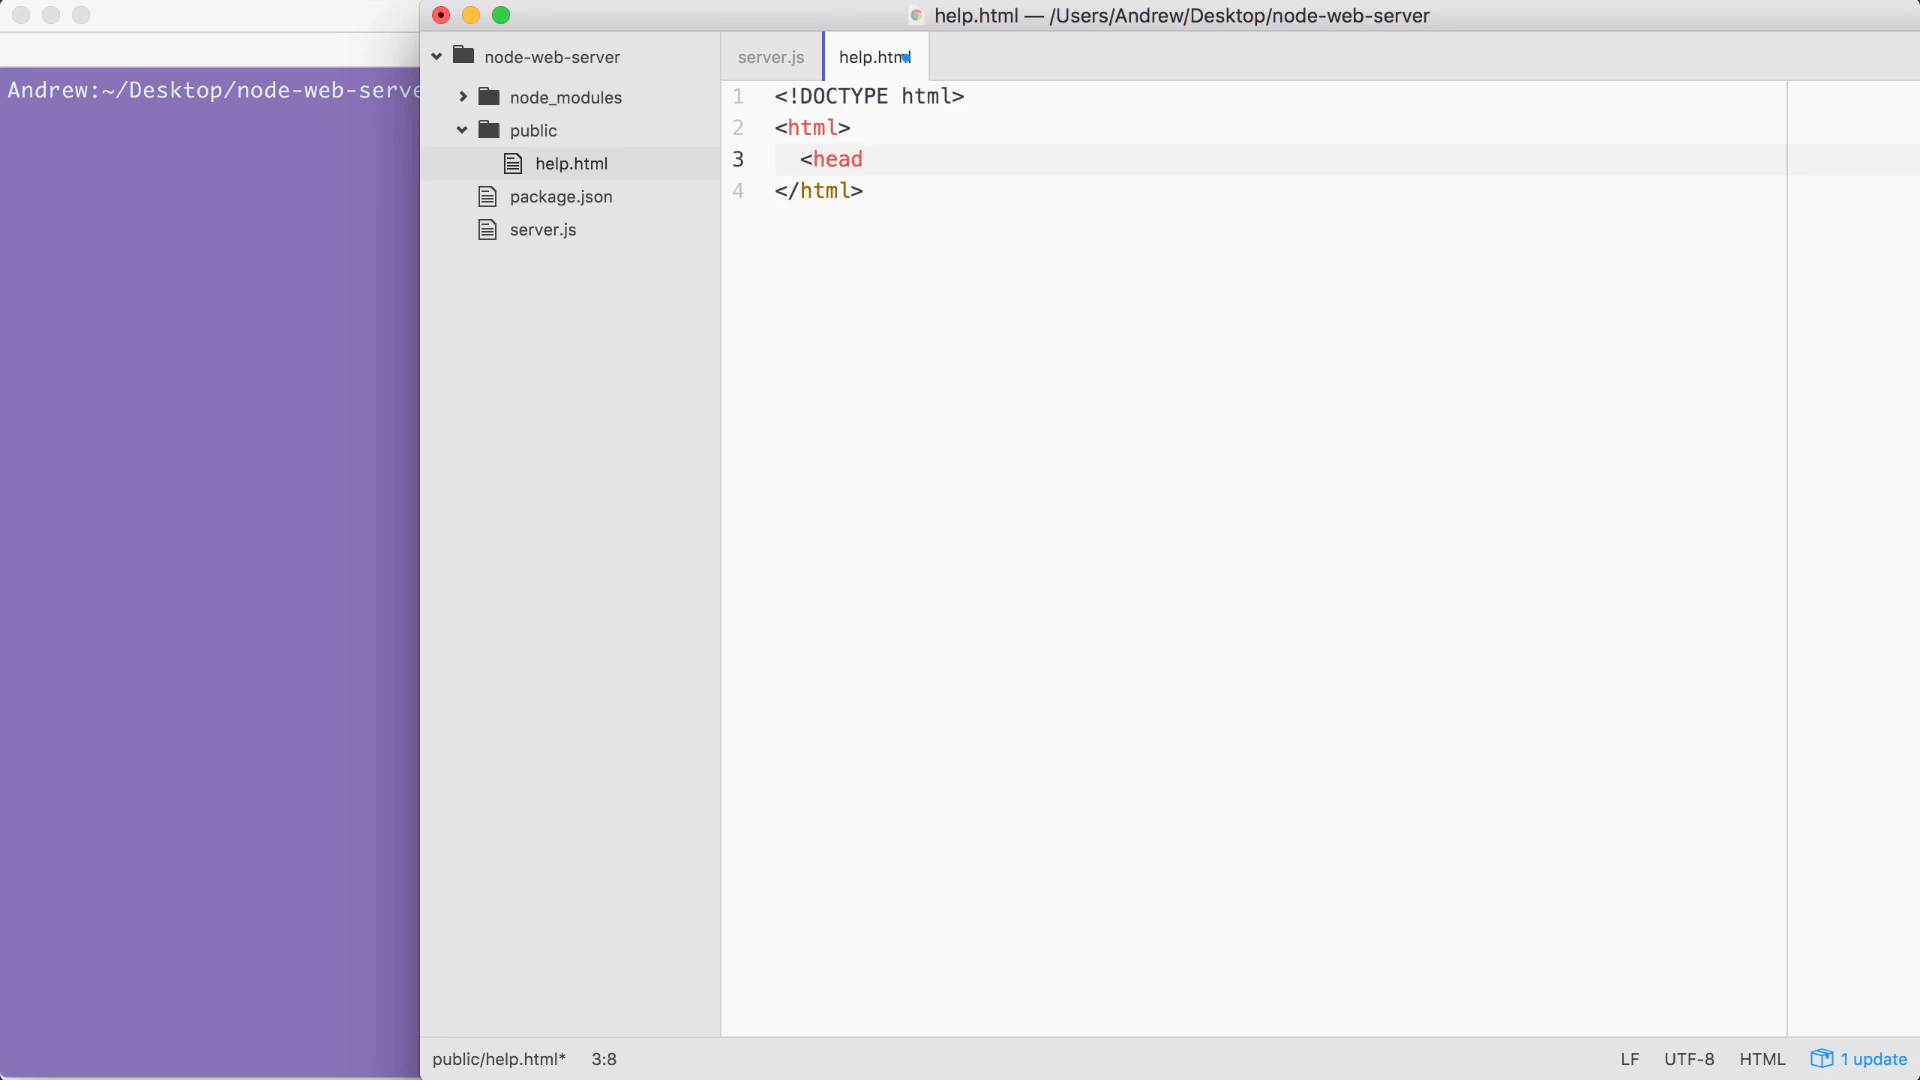 help.html — /Users/Andrew/Desktop/node-web-server
Andrew:~/Desktop/node-web-serve
node-web-server
node_modules
public
help.html
package.json
server.js
server.js
help.html
1 <!DOCTYPE html>
2 <html>
3 <head
4 </html>
public/help.html* 3:8
LF UTF-8 HTML 1 update